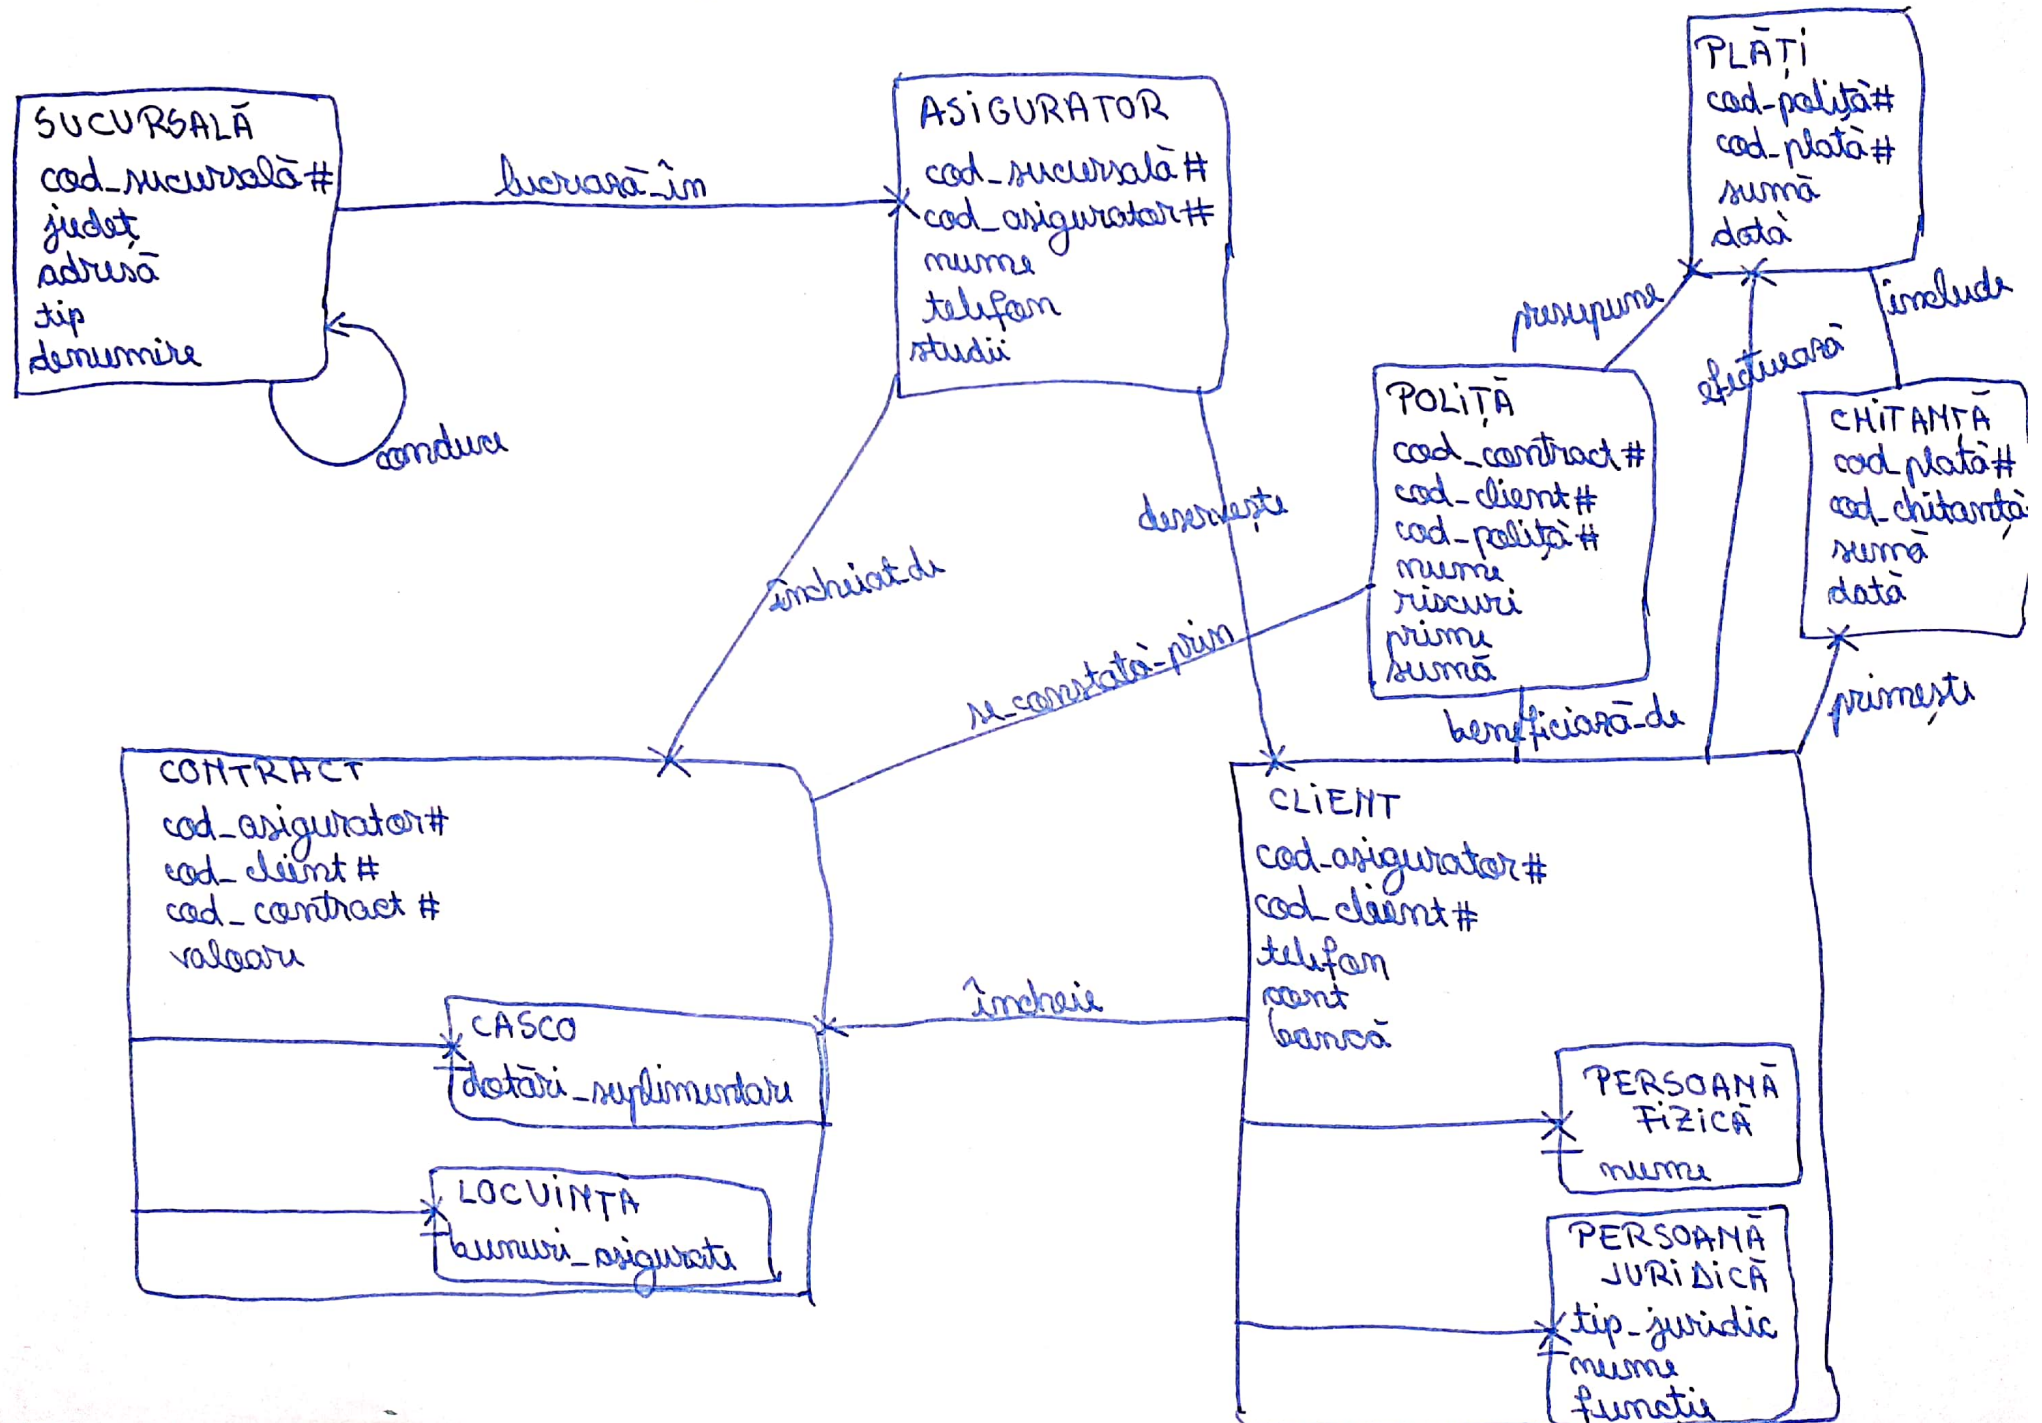 SUCURSALĂ
cod_sucursală#
județ
adresă
tip
denumire
conduce
lucrează_în
ASIGURATOR
cod_sucursală#
cod_asigurator#
nume
telefon
studii
încheiat_de
deservește
se_constată_prin
PLĂȚI
cod_poliță#
cod_plată#
sumă
dată
presupune
efectuează
include
POLIȚĂ
cod_contract#
cod_client#
cod_poliță#
nume
riscuri
prime
sumă
CHITANȚĂ
cod_plată#
cod_chitanță
sumă
dată
beneficiază_de
primește
CONTRACT
cod_asigurator#
cod_client#
cod_contract#
valoare
CASCO
dotări_suplimentare
LOCUINȚA
bunuri_asigurate
încheie
CLIENT
cod_asigurator#
cod_client#
telefon
cont
bancă
PERSOANĂ
FIZICĂ
nume
PERSOANĂ
JURIDICĂ
tip_juridic
nume
funcție